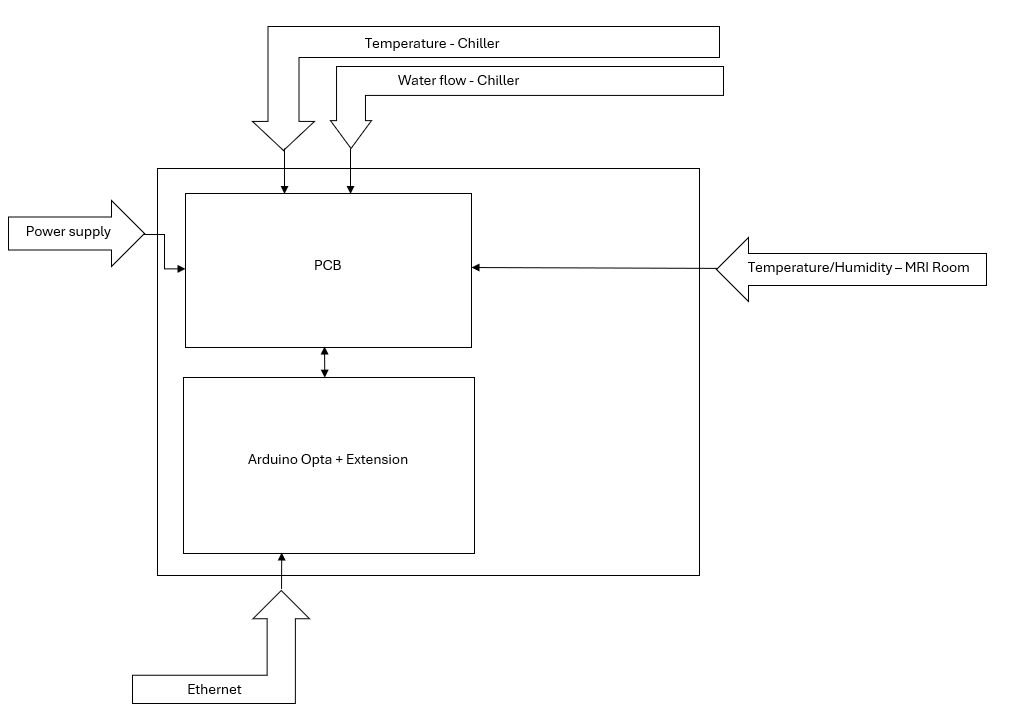 Temperature - Chiller
Water flow - Chiller
Power supply
PCB
Temperature/Humidity – MRI Room
Arduino Opta + Extension
Ethernet